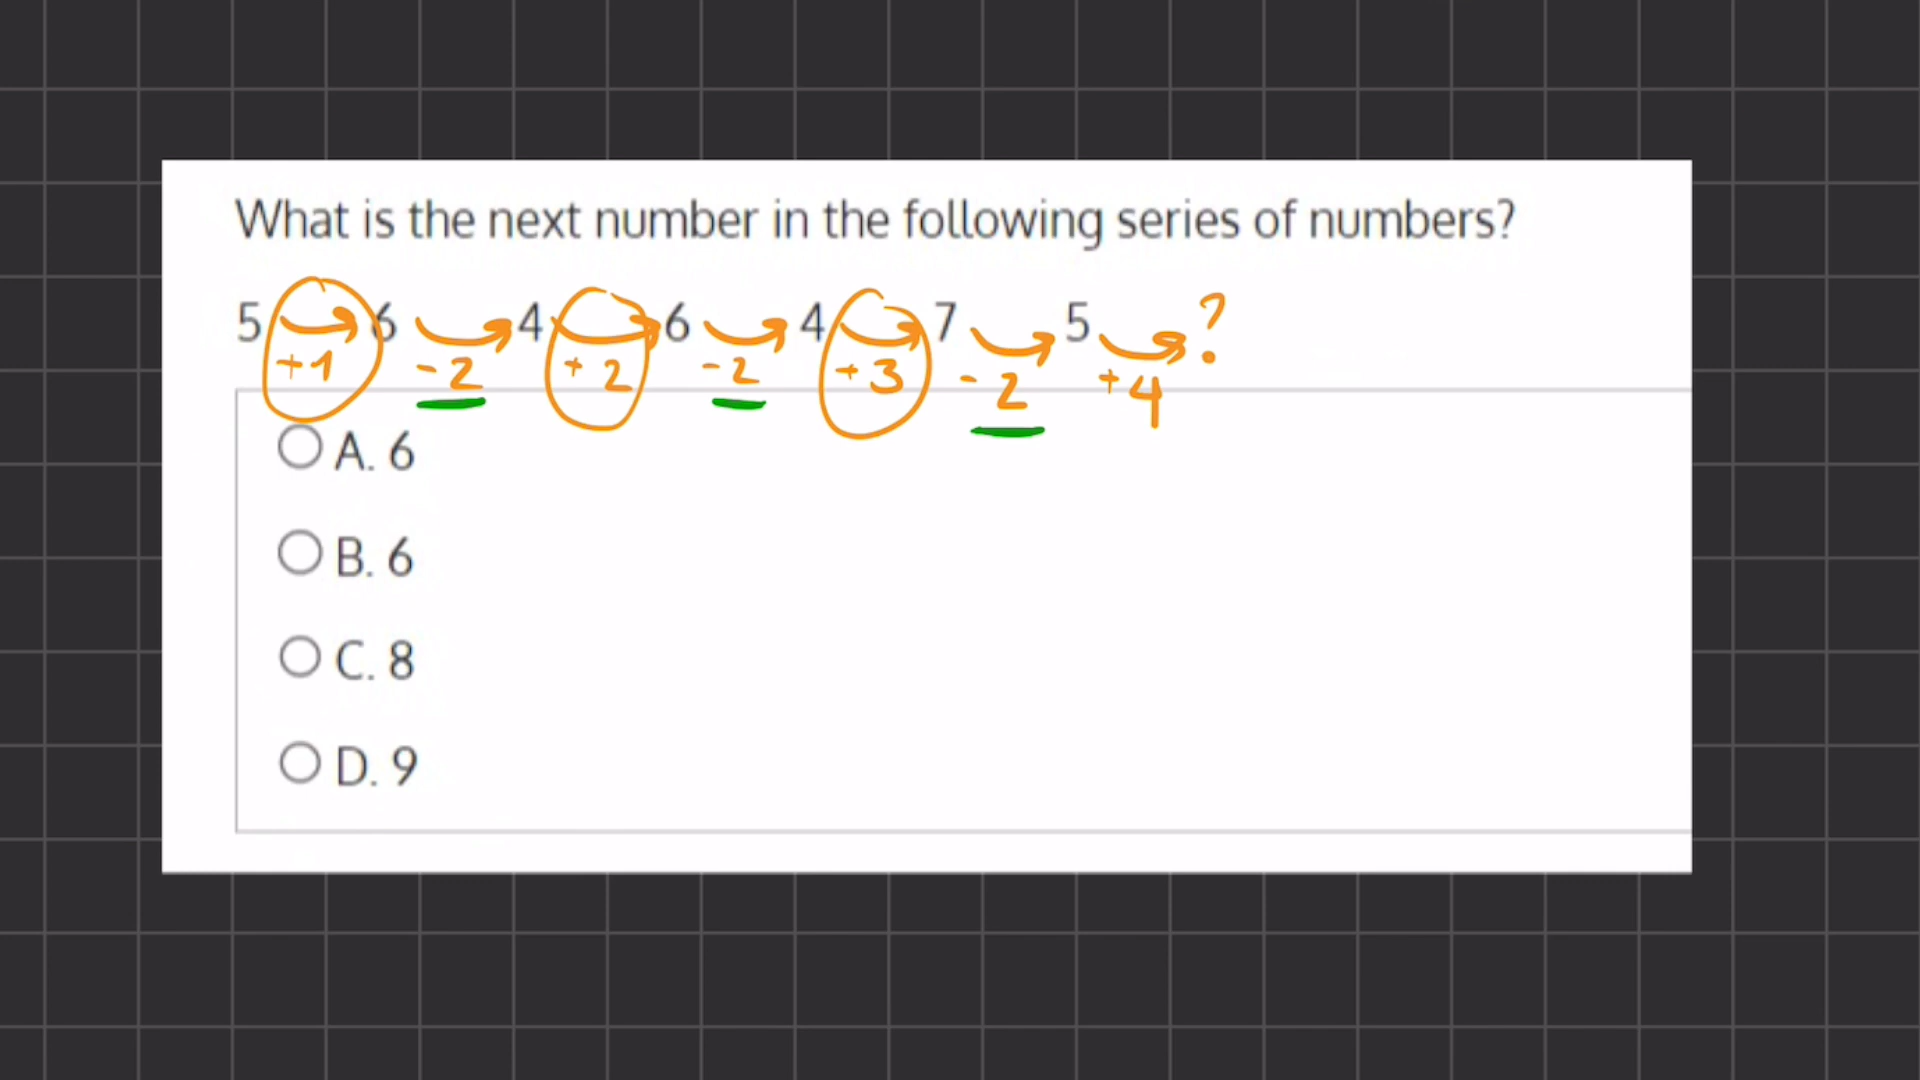 What is the next number in the following series of numbers?
5 6 4 6 4 7 5 ?
+1 -2 +2 -2 +3 -2 +4
A. 6
B. 6
C. 8
D. 9